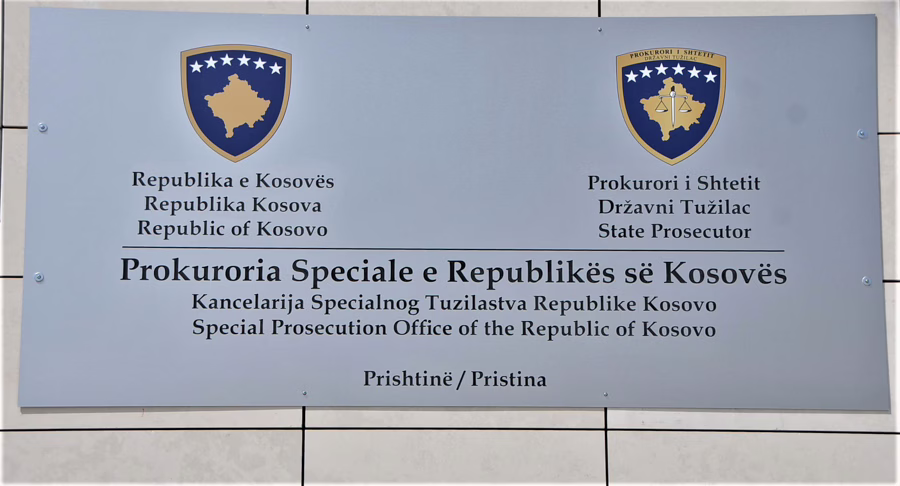 Republika e Kosovës
Republika Kosova
Republic of Kosovo
PROKURORI I SHTETIT
DRŽAVNI TUŽILAC
Prokurori i Shtetit
Državni Tužilac
State Prosecutor
Prokuroria Speciale e Republikës së Kosovës
Kancelarija Specialnog Tuzilastva Republike Kosovo
Special Prosecution Office of the Republic of Kosovo
Prishtinë / Pristina